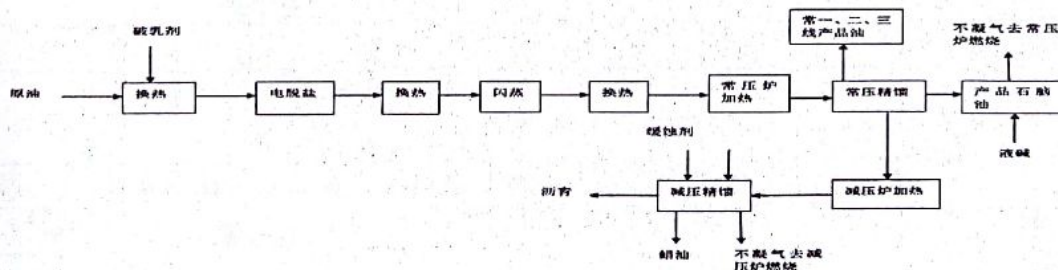 常一、二、三
线产品油
不凝气去常压
炉燃烧
破乳剂
原油
换热
电脱盐
换热
闪蒸
换热
常压炉
加热
常压精馏
产品石脑
油
缓蚀剂
液碱
沥青
减压精馏
减压炉加热
蜡油
不凝气去减
压炉燃烧